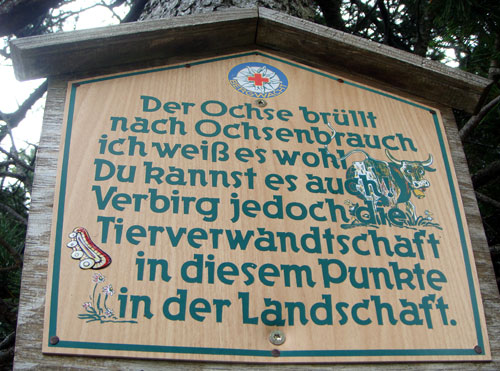 Der Ochse brüllt
nach Ochsenbrauch
ich weiß es wohl
Du kannst es auch,
Verbirg jedoch die
Tierverwandtschaft
in diesem Punkte
in der Landschaft.